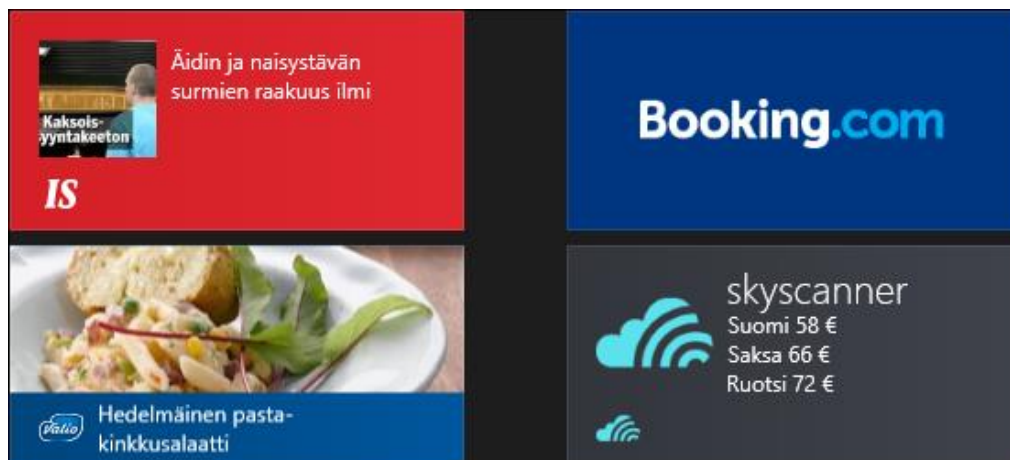 Äidin ja naisystävän
surmien raakuus ilmi
Kaksois-
yyntakeeton
IS
Booking.com
Valio
Hedelmäinen pasta-
kinkkusalaatti
skyscanner
Suomi 58 €
Saksa 66 €
Ruotsi 72 €